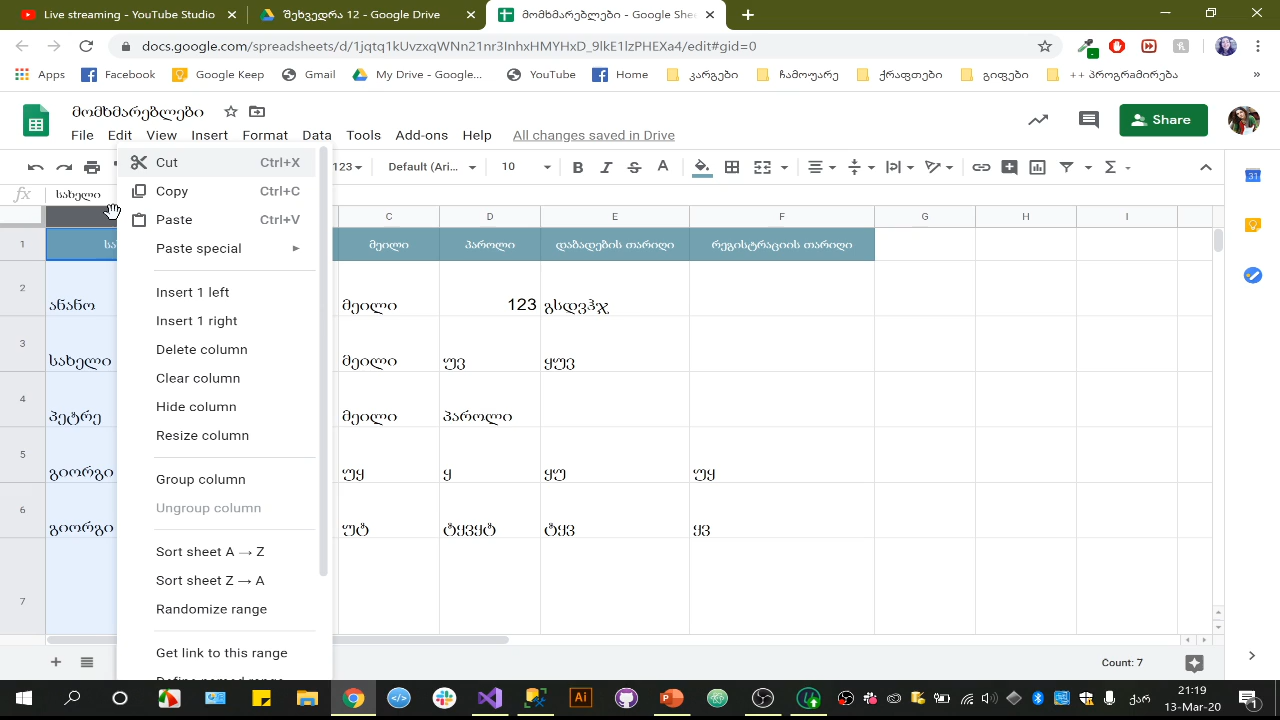 Live streaming - YouTube Studio
შეხვედრა 12 - Google Drive
მომხმარებლები - Google She
docs.google.com/spreadsheets/d/1jqtq1kUvzxqWNn21nr3InhxHMYHxD_9lkE1lzPHEXa4/edit#gid=0
Apps Facebook Google Keep Gmail My Drive - Google... YouTube Home კარგები ჩამოუარე ქრაფთები გიფები ++ პროგრამირება »
მომხმარებლები
File Edit View Insert Format Data Tools Add-ons Help All changes saved in Drive
Share
123 Default (Ari... 10 B I S A Σ
fx სახელი
Cut Ctrl+X
Copy Ctrl+C
Paste Ctrl+V
Paste special
Insert 1 left
Insert 1 right
Delete column
Clear column
Hide column
Resize column
Group column
Ungroup column
Sort sheet A → Z
Sort sheet Z → A
Randomize range
Get link to this range
C D E F G H I
1 მეილი პაროლი დაბადების თარიღი რეგისტრაციის თარიღი
2 ანანო მეილი 123 გსდვჰჯ
3 სახელი მეილი უვ ყუვ
4 პეტრე მეილი პაროლი
5 გიორგი უყ ყ ყუ უყ
6 გიორგი უტ ტყვყტ ტყვ ყვ
7
Count: 7
ქარ
21:19
13-Mar-20